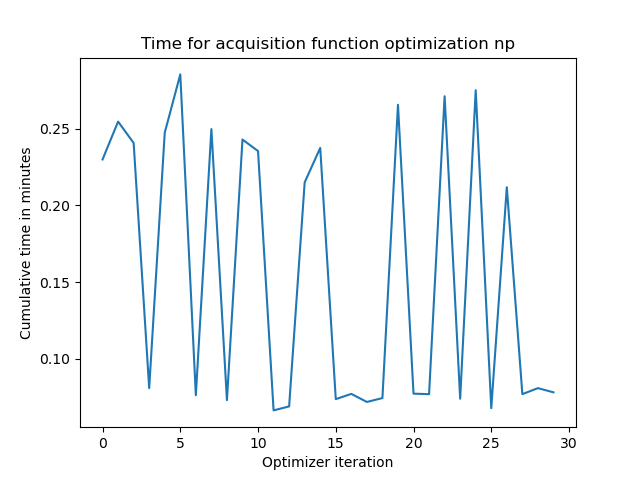 Time for acquisition function optimization np
Cumulative time in minutes
0.25
0.20
0.15
0.10
0 5 10 15 20 25 30
Optimizer iteration